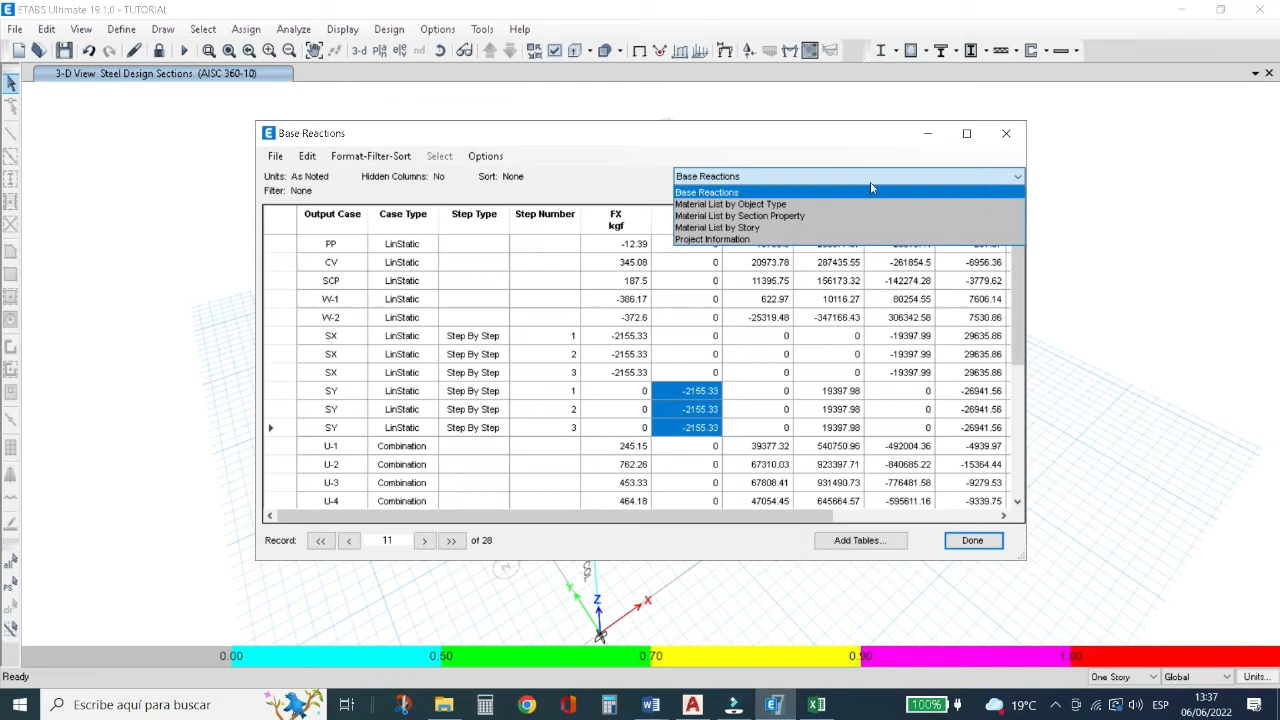 ETABS Ultimate 19.1.0 - TUTORIAL
File Edit View Define Draw Select Assign Analyze Display Design Options Tools Help
3-d
3-D View Steel Design Sections (AISC 360-10)
Base Reactions
File Edit Format-Filter-Sort Select Options
Units: As Noted Hidden Columns: No Sort: None
Filter: None
Base Reactions
Base Reactions
Material List by Object Type
Material List by Section Property
Material List by Story
Project Information
Output Case Case Type Step Type Step Number FX kgf
PP LinStatic -12.39
CV LinStatic 345.08 0 20973.78 287435.55 -261854.5 -6956.36
SCP LinStatic 187.5 0 11395.75 156173.32 -142274.28 -3779.62
W-1 LinStatic -386.17 0 622.97 10116.27 80254.55 7606.14
W-2 LinStatic -372.6 0 -25319.48 -347166.43 306342.58 7530.86
SX LinStatic Step By Step 1 -2155.33 0 0 0 -19397.99 29635.86
SX LinStatic Step By Step 2 -2155.33 0 0 0 -19397.99 29635.86
SX LinStatic Step By Step 3 -2155.33 0 0 0 -19397.99 29635.86
SY LinStatic Step By Step 1 0 -2155.33 0 19397.98 0 -26941.56
SY LinStatic Step By Step 2 0 -2155.33 0 19397.98 0 -26941.56
SY LinStatic Step By Step 3 0 -2155.33 0 19397.98 0 -26941.56
U-1 Combination 245.15 0 39377.32 540750.96 -492004.36 -4939.97
U-2 Combination 762.26 0 67310.03 923397.71 -840685.22 -15364.44
U-3 Combination 453.33 0 67808.41 931490.73 -776481.58 -9279.53
U-4 Combination 464.18 0 47054.45 645664.57 -595611.16 -9339.75
Record: << < 11 > >> of 28 Add Tables... Done
2
Y Z X
0.00 0.50 0.70 0.90 1.00
Ready One Story Global Units...
Escribe aquí para buscar 100% 19°C ESP 13:37
06/06/2022